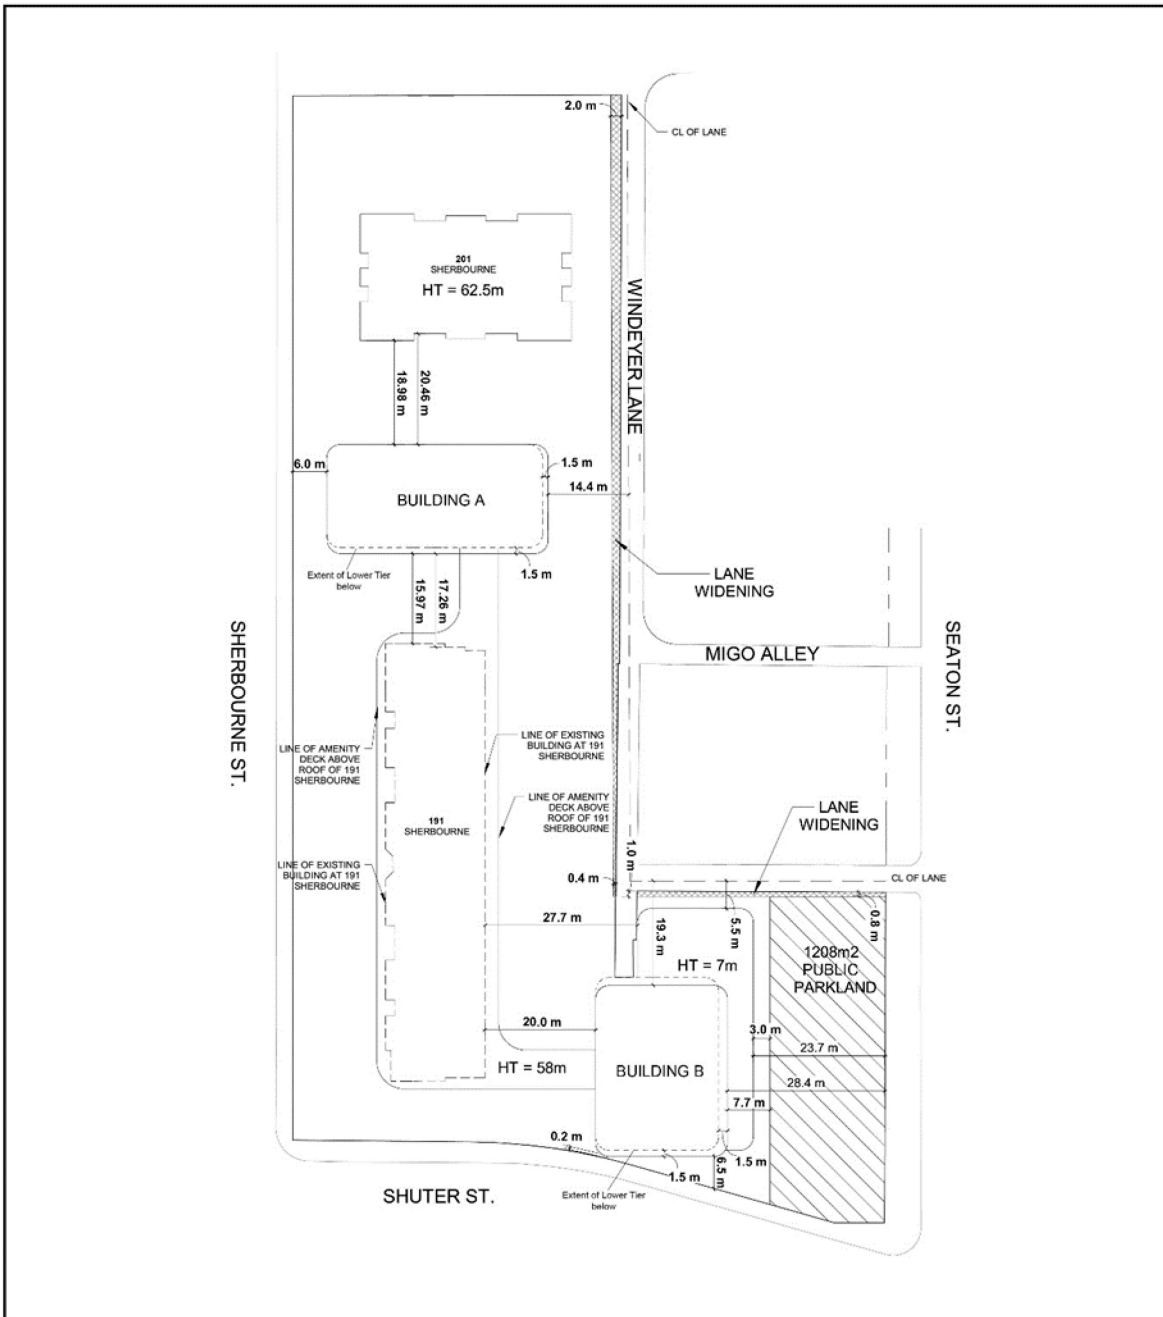 2.0 m
CL OF LANE
201
SHERBOURNE
HT = 62.5m
WINDEYER LANE
18.98 m
20.46 m
6.0 m
1.5 m
14.4 m
BUILDING A
Extent of Lower Tier
below
1.5 m
15.97 m
17.26 m
LANE
WIDENING
SHERBOURNE ST.
MIGO ALLEY
SEATON ST.
LINE OF AMENITY
DECK ABOVE
ROOF OF 191
SHERBOURNE
LINE OF EXISTING
BUILDING AT 191
SHERBOURNE
LINE OF AMENITY
DECK ABOVE
ROOF OF 191
SHERBOURNE
191
SHERBOURNE
LANE
WIDENING
LINE OF EXISTING
BUILDING AT 191
SHERBOURNE
1.0 m
0.4 m
CL OF LANE
27.7 m
19.3 m
5.5 m
0.8 m
HT = 7m
1208m2
PUBLIC
PARKLAND
20.0 m
3.0 m
23.7 m
HT = 58m
BUILDING B
28.4 m
7.7 m
0.2 m
1.5 m
6.5 m
1.5 m
SHUTER ST.
Extent of Lower Tier
below